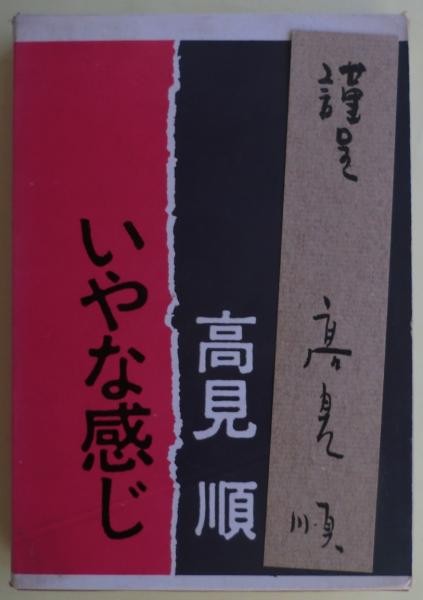 謹呈
高見順
高見 順
いやな感じ